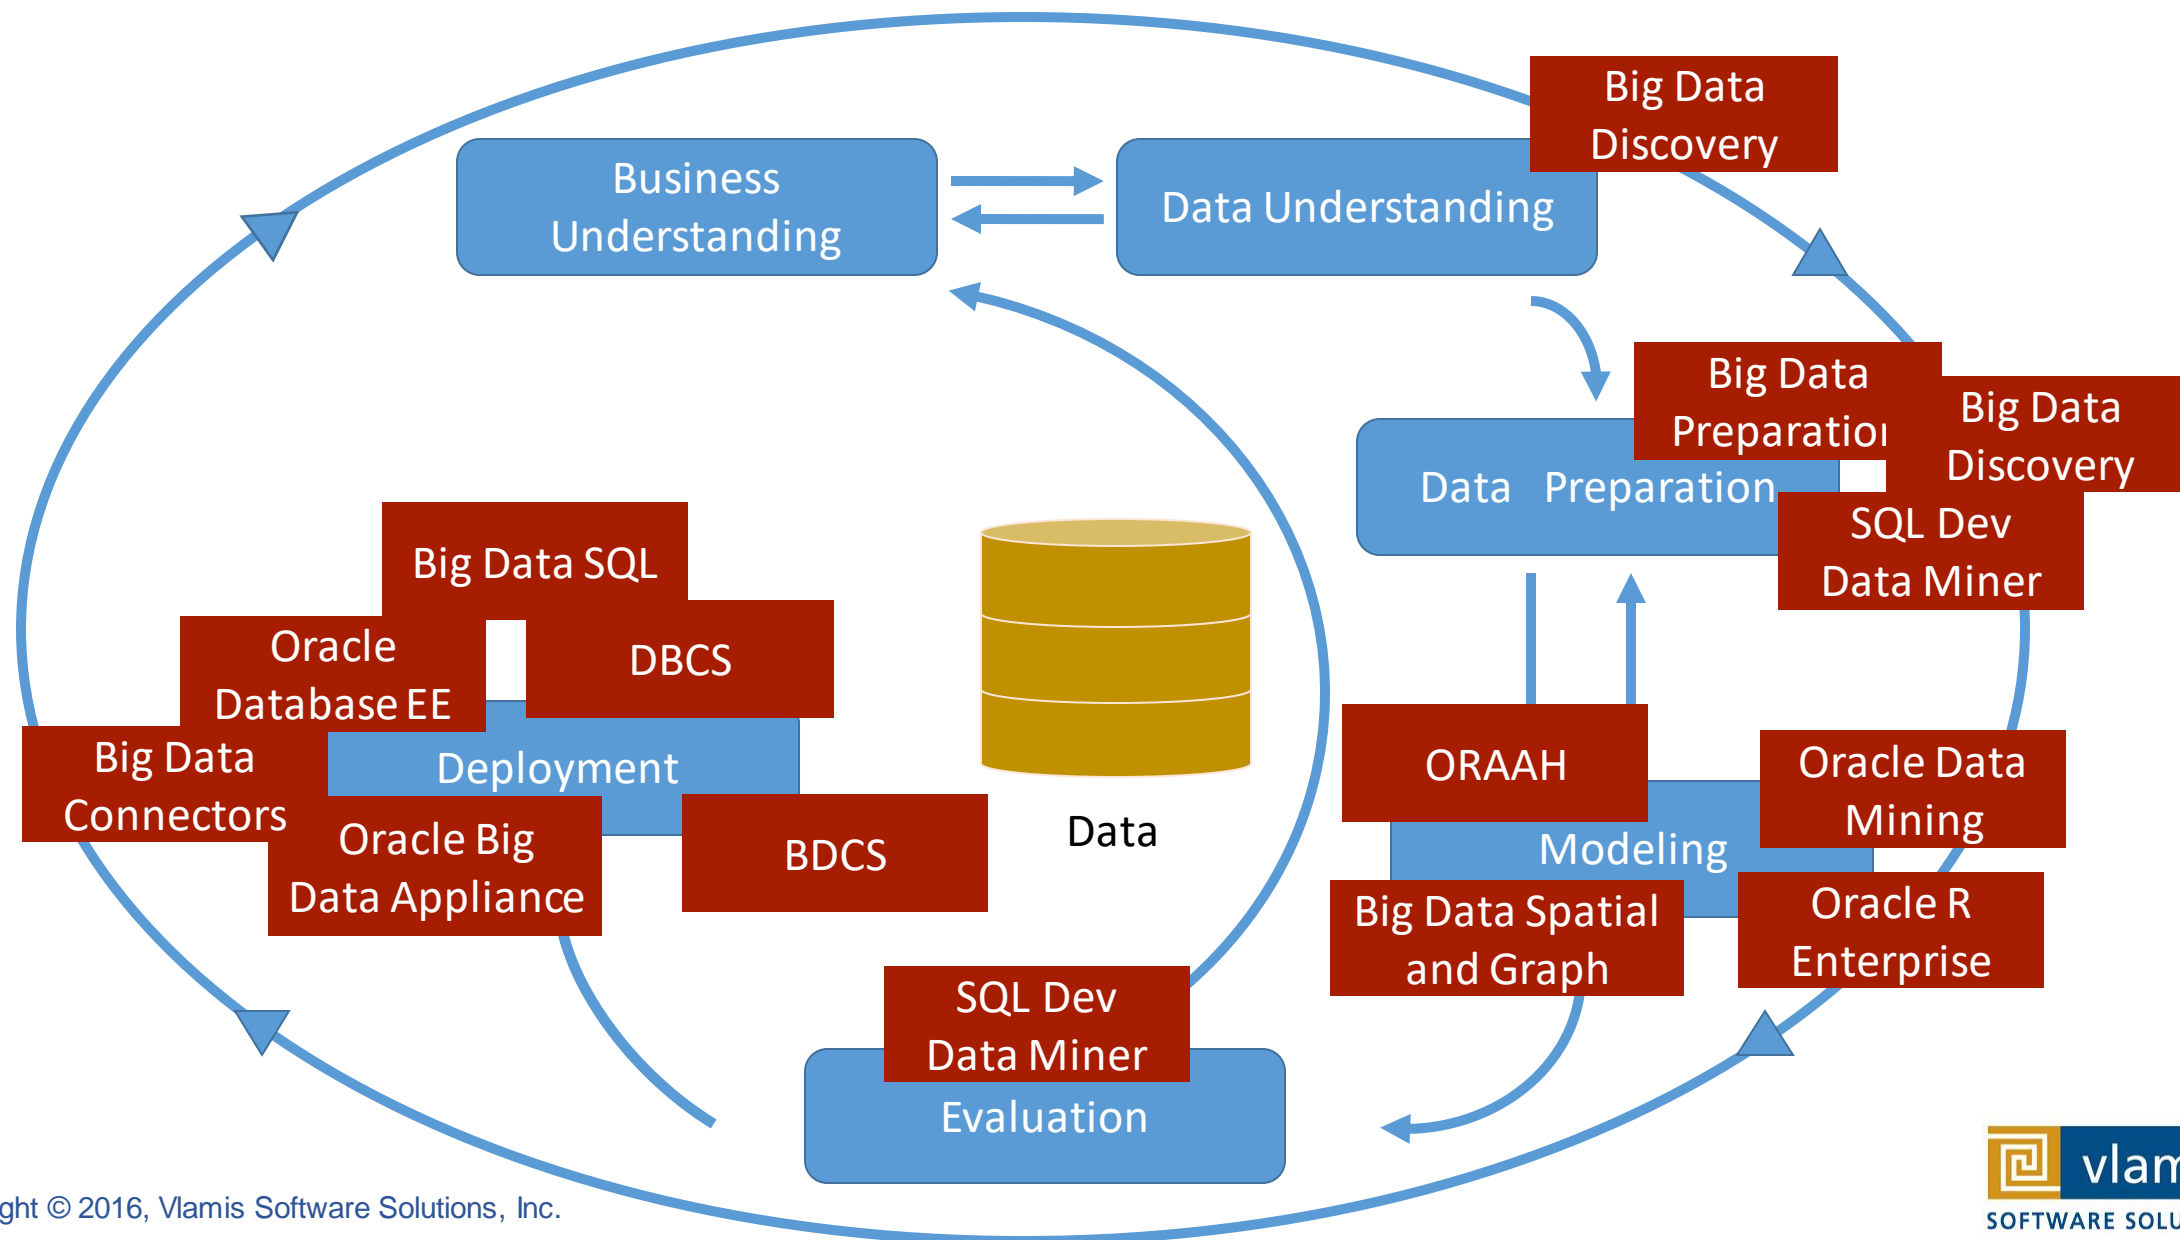 Big Data
Discovery
Business
Understanding
Data Understanding
Big Data
Preparation
Big Data
Discovery
Data Preparation
SQL Dev
Data Miner
Big Data SQL
Oracle
Database EE
DBCS
Big Data
Connectors
Deployment
Oracle Big
Data Appliance
BDCS
Data
ORAAH
Oracle Data
Mining
Modeling
Big Data Spatial
and Graph
Oracle R
Enterprise
SQL Dev
Data Miner
Evaluation
ght © 2016, Vlamis Software Solutions, Inc.
vlam
SOFTWARE SOLU